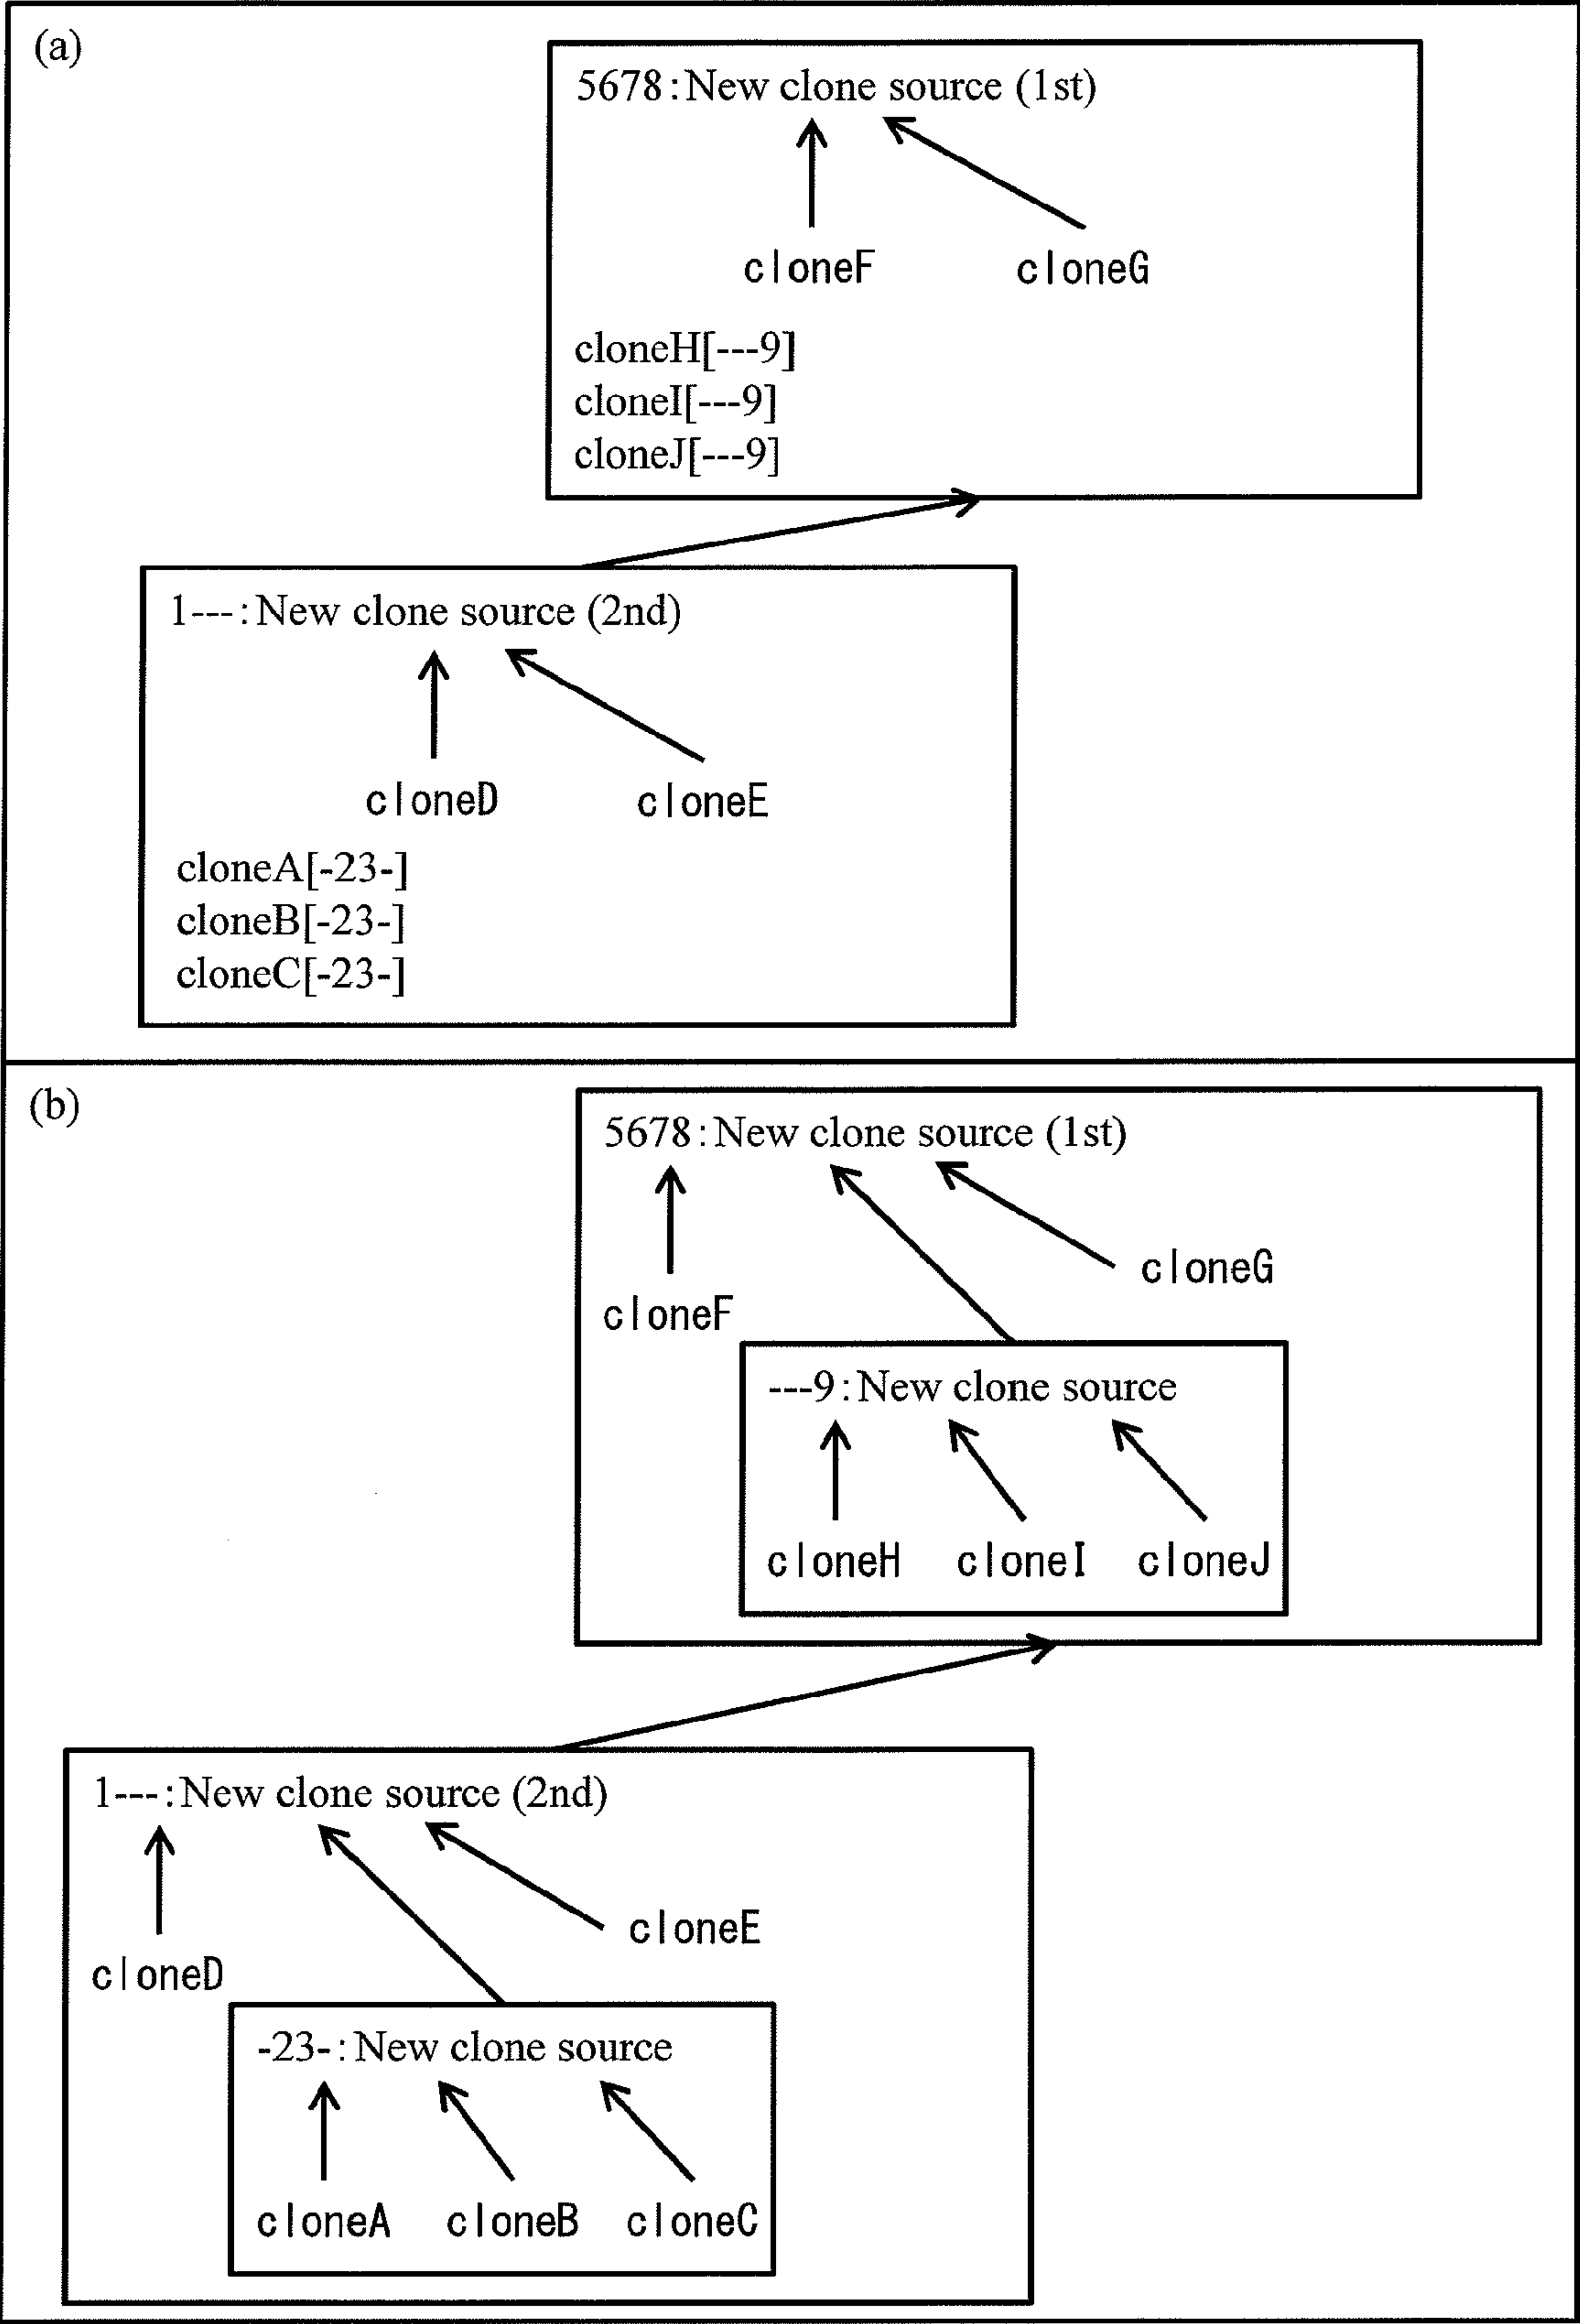 (a)
5678:New clone source (1st)
cloneF cloneG
cloneH[---9]
cloneI[---9]
cloneJ[---9]
1---:New clone source (2nd)
cloneD cloneE
cloneA[-23-]
cloneB[-23-]
cloneC[-23-]
(b)
5678:New clone source (1st)
cloneG
cloneF
---9:New clone source
cloneH cloneI cloneJ
1---:New clone source (2nd)
cloneE
cloneD
-23-:New clone source
cloneA cloneB cloneC